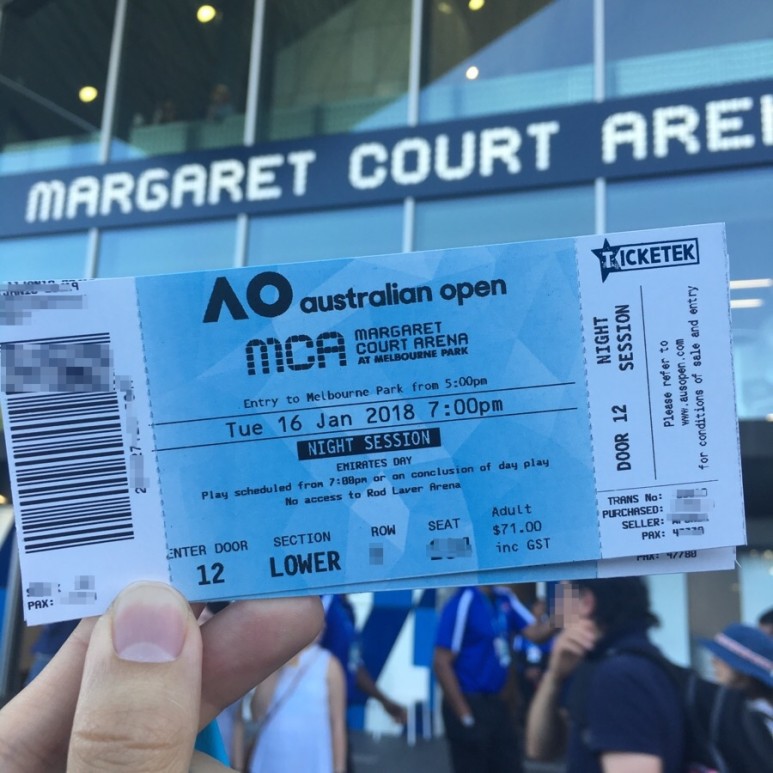 MARGARET COURT ARE
TICKETEK
AO australian open
MCA MARGARET
COURT ARENA
AT MELBOURNE PARK
Entry to Melbourne Park from 5:00pm
Tue 16 Jan 2018 7:00pm
NIGHT SESSION
EMIRATES DAY
Play scheduled from 7:00pm or on conclusion of day play
No access to Rod Laver Arena
ENTER DOOR
12
SECTION
LOWER
ROW
SEAT
Adult
$71.00
inc GST
NIGHT
SESSION
DOOR 12
Please refer to
www.ausopen.com
for conditions of sale and entry
TRANS No:
PURCHASED:
SELLER:
PAX:
PAX: